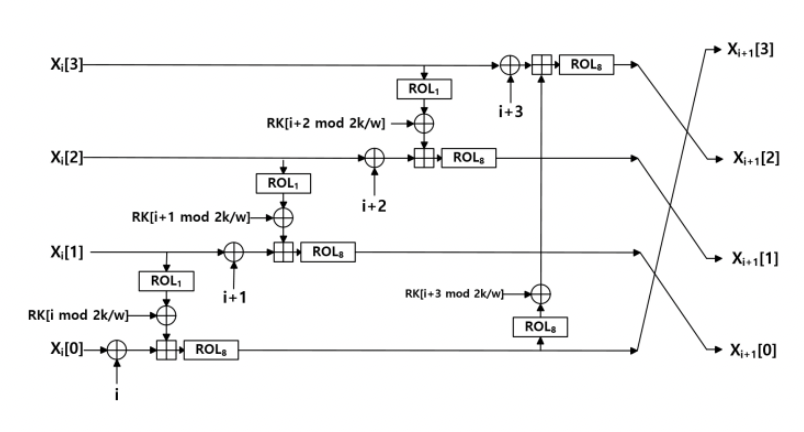 Xᵢ[3]
ROL₈
Xᵢ₊₁[3]
ROL₁
i+3
RK[i+2 mod 2k/w]
Xᵢ[2]
ROL₈
Xᵢ₊₁[2]
ROL₁
i+2
RK[i+1 mod 2k/w]
Xᵢ[1]
ROL₈
Xᵢ₊₁[1]
ROL₁
i+1
RK[i+3 mod 2k/w]
RK[i mod 2k/w]
ROL₈
Xᵢ[0]
ROL₈
Xᵢ₊₁[0]
i